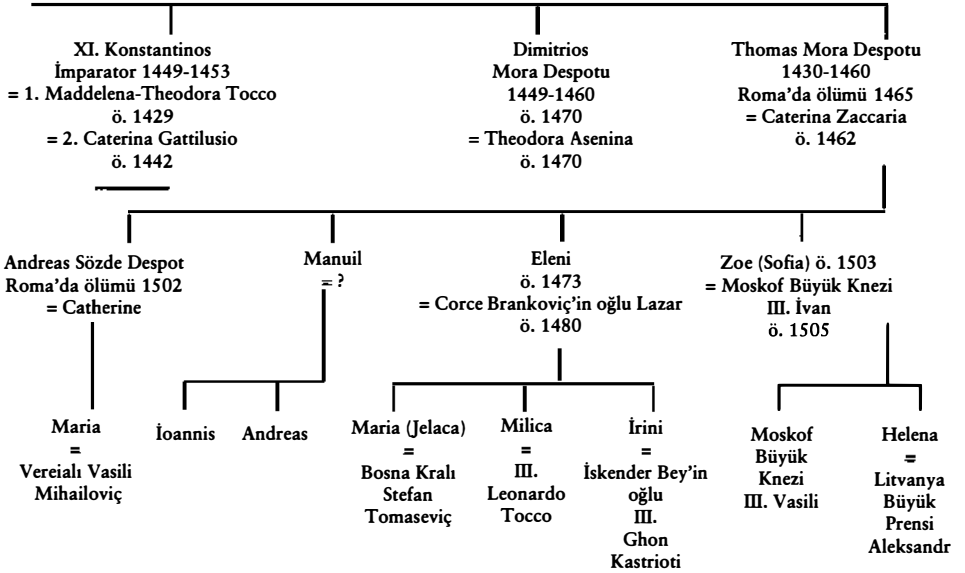 XI. Konstantinos
İmparator 1449-1453
= 1. Maddelena-Theodora Tocco
ö. 1429
= 2. Caterina Gattilusio
ö. 1442
Dimitrios
Mora Despotu
1449-1460
ö. 1470
= Theodora Asenina
ö. 1470
Thomas Mora Despotu
1430-1460
Roma'da ölümü 1465
= Caterina Zaccaria
ö. 1462
Andreas Sözde Despot
Roma'da ölümü 1502
= Catherine
Manuil
= ?
Eleni
ö. 1473
= Corce Brankoviç'in oğlu Lazar
ö. 1480
Zoe (Sofia) ö. 1503
= Moskof Büyük Knezi
III. İvan
ö. 1505
Maria
=
Vereialı Vasili
Mihailoviç
İoannis
Andreas
Maria (Jelaca)
=
Bosna Kralı
Stefan
Tomaseviç
Milica
=
III.
Leonardo
Tocco
İrini
=
İskender Bey'in
oğlu
III.
Ghon
Kastrioti
Moskof
Büyük
Knezi
III. Vasili
Helena
=
Litvanya
Büyük
Prensi
Aleksandr